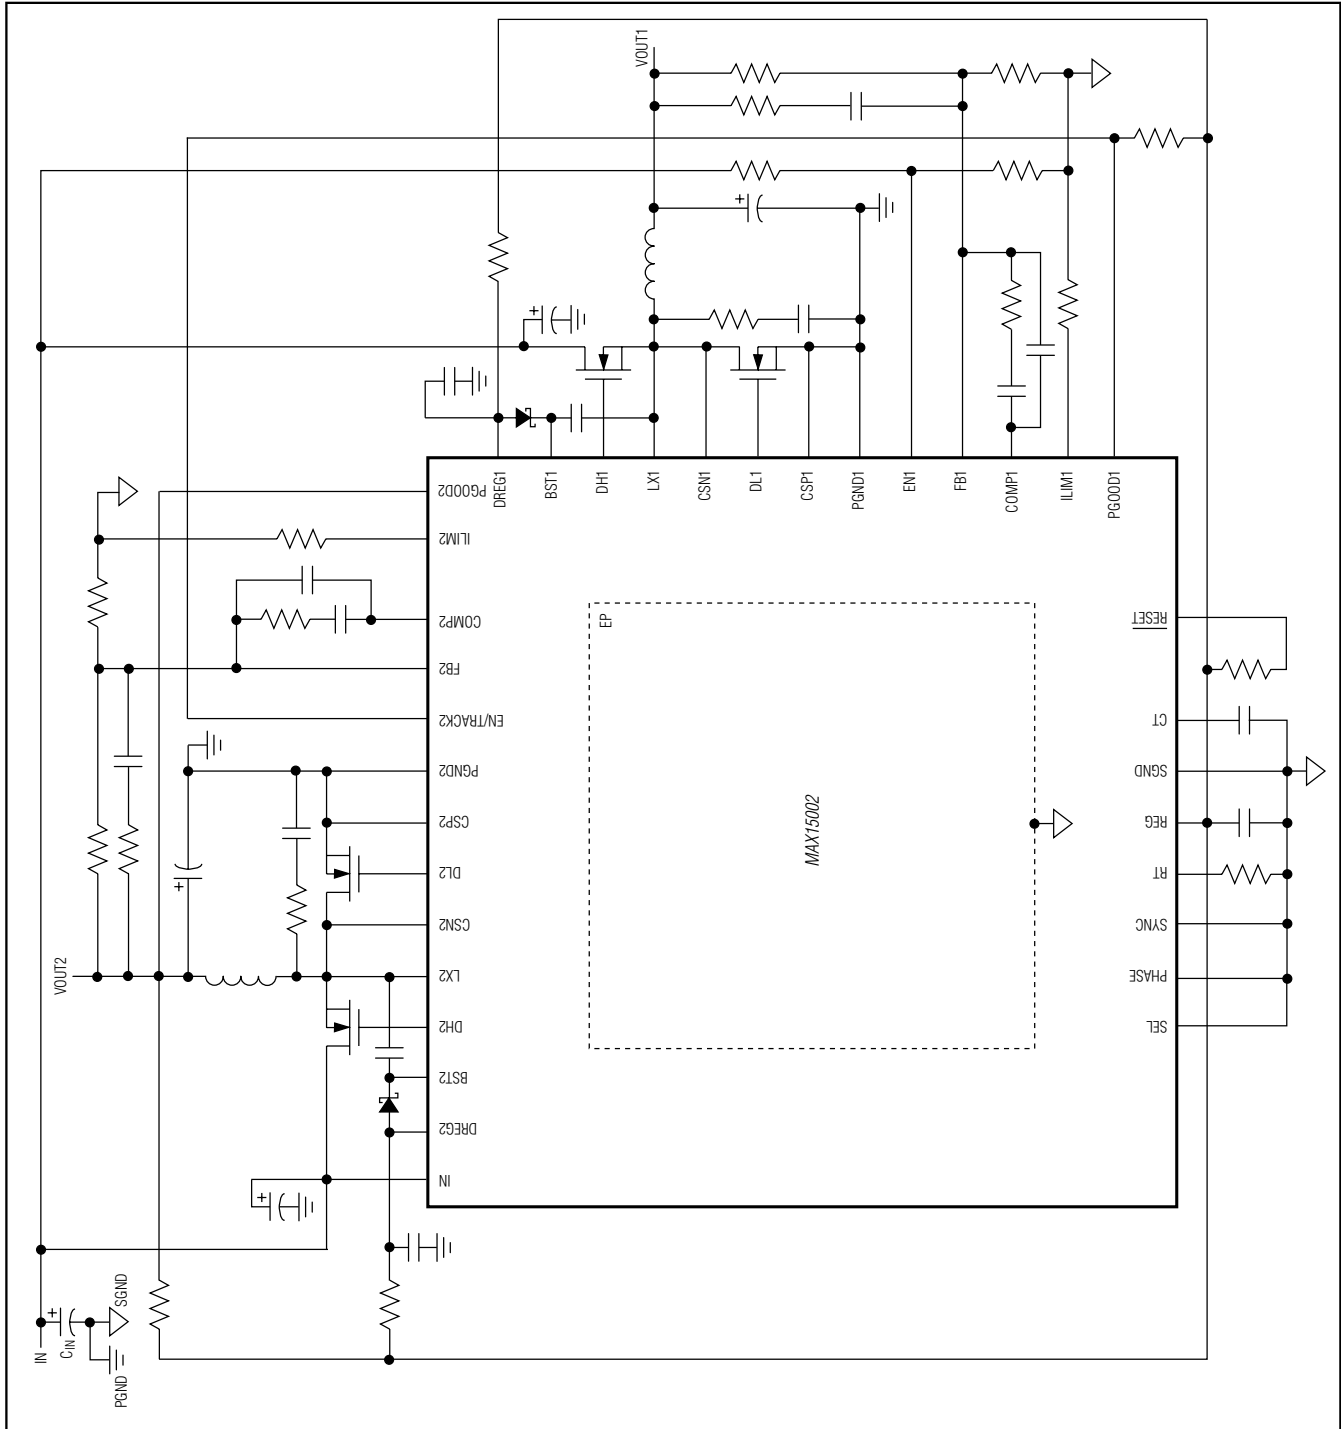 VOUT1
DREG1
BST1
DH1
LX1
CSN1
DL1
CSP1
PGND1
EN1
FB1
COMP1
ILIM1
PGOOD1
PGOOD2
ILIM2
COMP2
FB2
EN/TRACK2
PGND2
CSP2
DL2
CSN2
LX2
DH2
BST2
DREG2
IN
EP
MAX15002
RESET
CT
SGND
REG
RT
SYNC
PHASE
SEL
VOUT2
+
+
+
+
+
IN
CIN
SGND
PGND